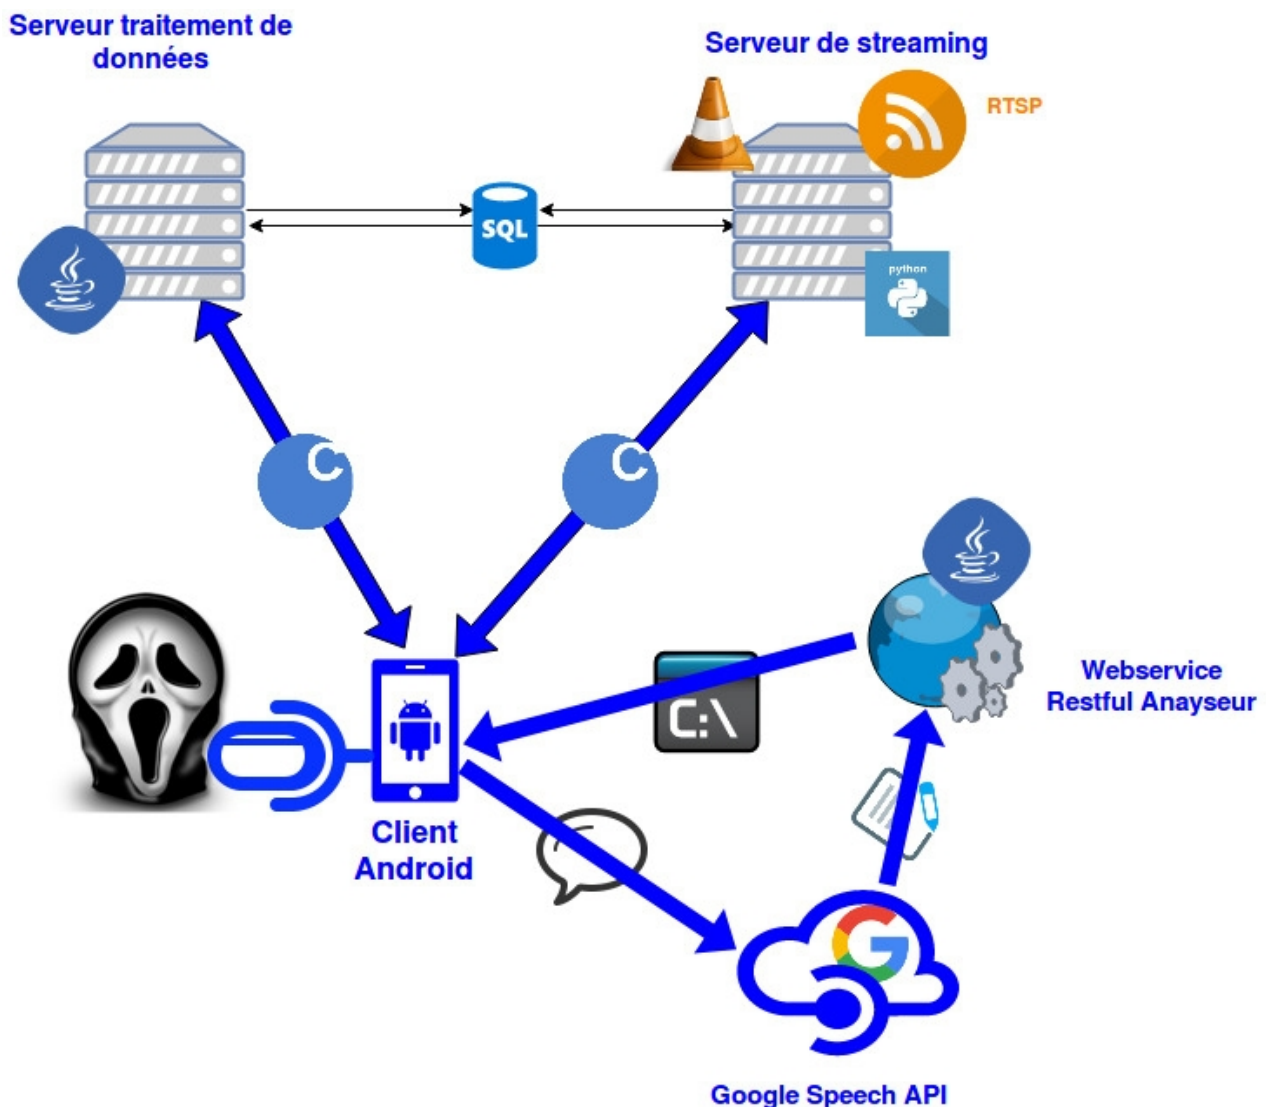 Serveur traitement de
données
Serveur de streaming
RTSP
SQL
python
C
C
C:\
Webservice
Restful Anayseur
Client
Android
Google Speech API